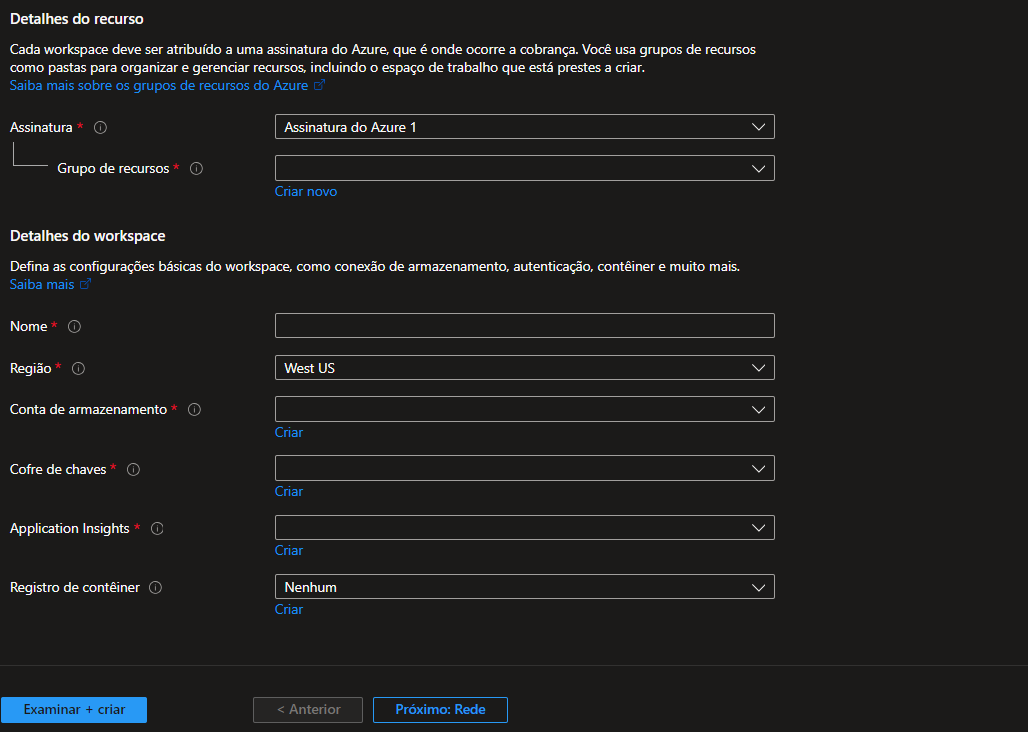 Detalhes do recurso
Cada workspace deve ser atribuído a uma assinatura do Azure, que é onde ocorre a cobrança. Você usa grupos de recursos
como pastas para organizar e gerenciar recursos, incluindo o espaço de trabalho que está prestes a criar.
Saiba mais sobre os grupos de recursos do Azure
Assinatura * Assinatura do Azure 1
Grupo de recursos *
Criar novo
Detalhes do workspace
Defina as configurações básicas do workspace, como conexão de armazenamento, autenticação, contêiner e muito mais.
Saiba mais
Nome *
Região * West US
Conta de armazenamento *
Criar
Cofre de chaves *
Criar
Application Insights *
Criar
Registro de contêiner Nenhum
Criar
Examinar + criar < Anterior Próximo: Rede